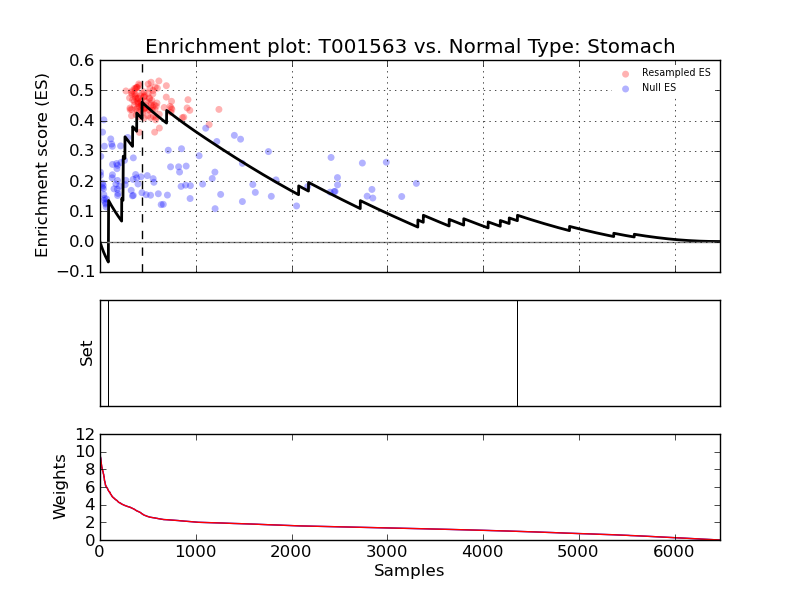 Enrichment plot: T001563 vs. Normal Type: Stomach
Enrichment score (ES)
0.6
0.5
0.4
0.3
0.2
0.1
0.0
−0.1
Resampled ES
Null ES
Set
Weights
12
10
8
6
4
2
0
0 1000 2000 3000 4000 5000 6000
Samples